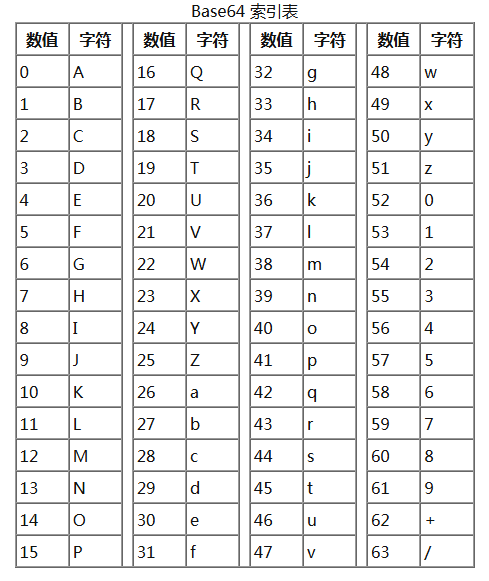 Base64 索引表
数值 字符 数值 字符 数值 字符 数值 字符
0 A 16 Q 32 g 48 w
1 B 17 R 33 h 49 x
2 C 18 S 34 i 50 y
3 D 19 T 35 j 51 z
4 E 20 U 36 k 52 0
5 F 21 V 37 l 53 1
6 G 22 W 38 m 54 2
7 H 23 X 39 n 55 3
8 I 24 Y 40 o 56 4
9 J 25 Z 41 p 57 5
10 K 26 a 42 q 58 6
11 L 27 b 43 r 59 7
12 M 28 c 44 s 60 8
13 N 29 d 45 t 61 9
14 O 30 e 46 u 62 +
15 P 31 f 47 v 63 /